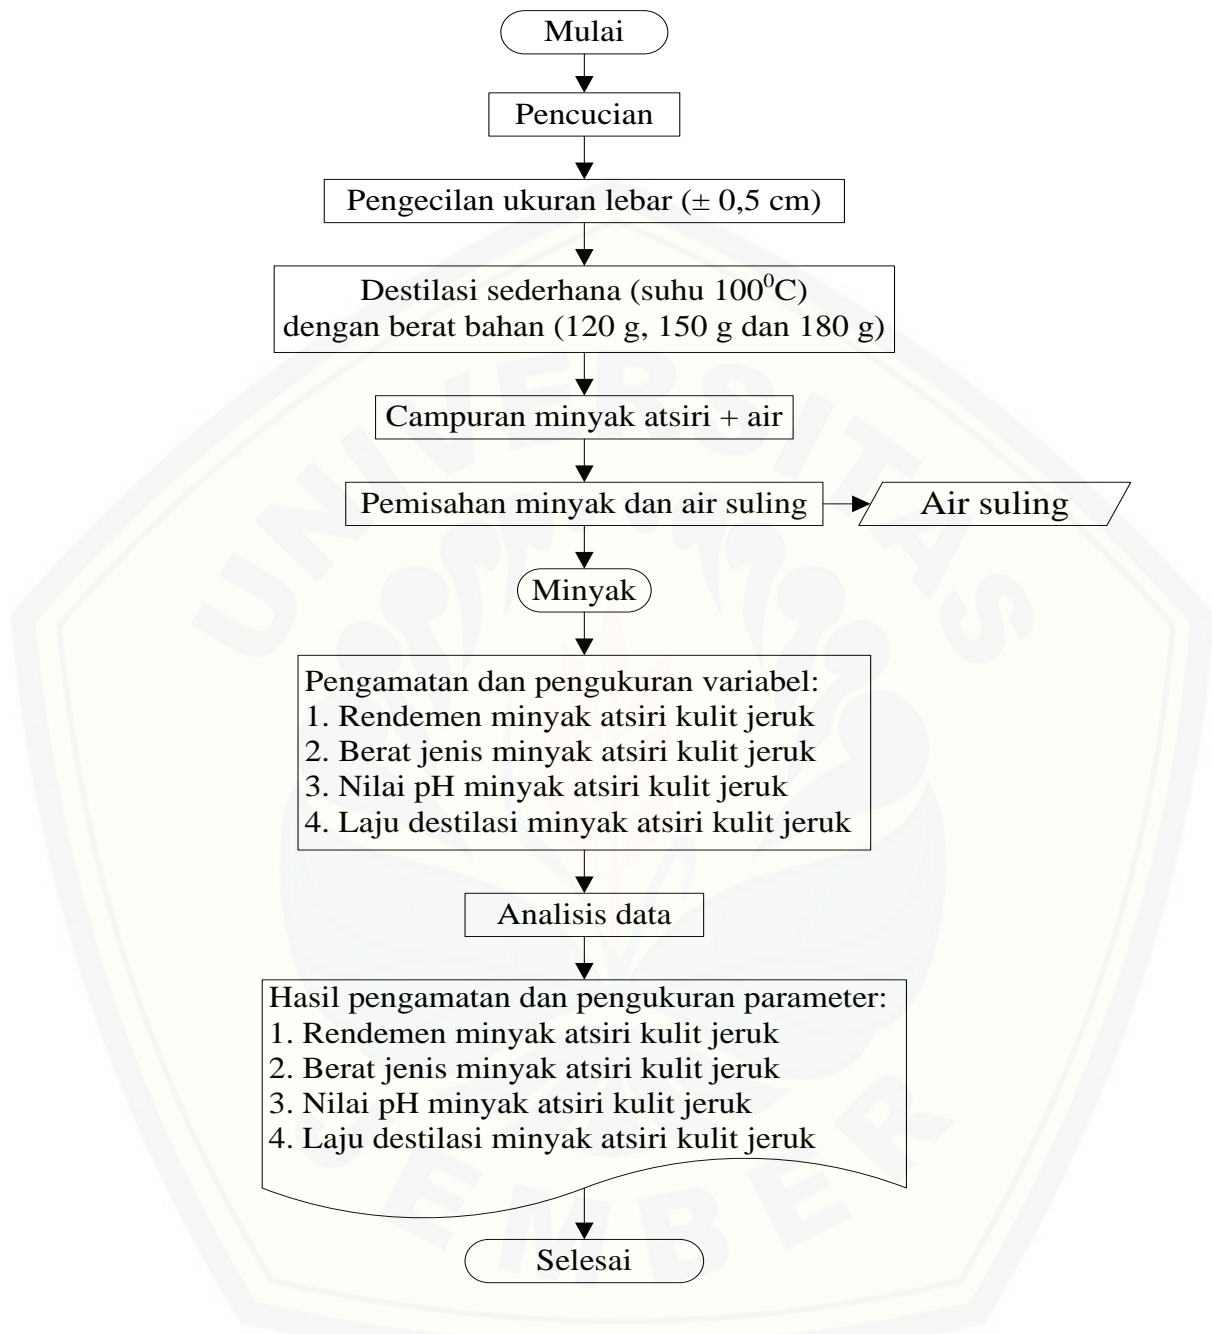 Mulai
Pencucian
Pengecilan ukuran lebar (± 0,5 cm)
Destilasi sederhana (suhu 100⁰C)
dengan berat bahan (120 g, 150 g dan 180 g)
Campuran minyak atsiri + air
Pemisahan minyak dan air suling
Air suling
Minyak
Pengamatan dan pengukuran variabel:
1. Rendemen minyak atsiri kulit jeruk
2. Berat jenis minyak atsiri kulit jeruk
3. Nilai pH minyak atsiri kulit jeruk
4. Laju destilasi minyak atsiri kulit jeruk
Analisis data
Hasil pengamatan dan pengukuran parameter:
1. Rendemen minyak atsiri kulit jeruk
2. Berat jenis minyak atsiri kulit jeruk
3. Nilai pH minyak atsiri kulit jeruk
4. Laju destilasi minyak atsiri kulit jeruk
Selesai
UNIVERSITAS
JEMBER